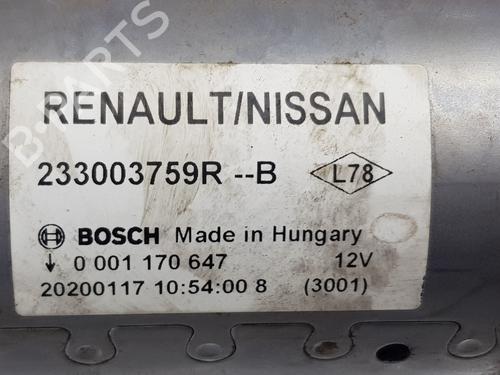 RENAULT/NISSAN
233003759R --B L78
BOSCH Made in Hungary
0 001 170 647 12V
20200117 10:54:00 8 (3001)
B-PARTS